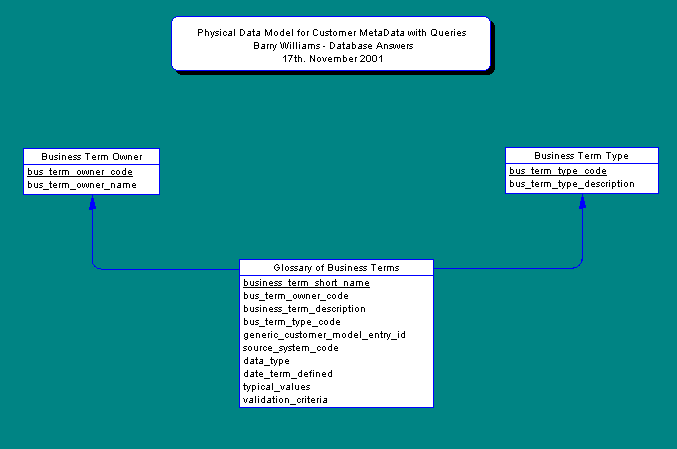 Physical Data Model for Customer MetaData with Queries
Barry Williams - Database Answers
17th. November 2001
Business Term Owner
bus_term_owner_code
bus_term_owner_name
Business Term Type
bus_term_type_code
bus_term_type_description
Glossary of Business Terms
business_term_short_name
bus_term_owner_code
business_term_description
bus_term_type_code
generic_customer_model_entry_id
source_system_code
data_type
date_term_defined
typical_values
validation_criteria